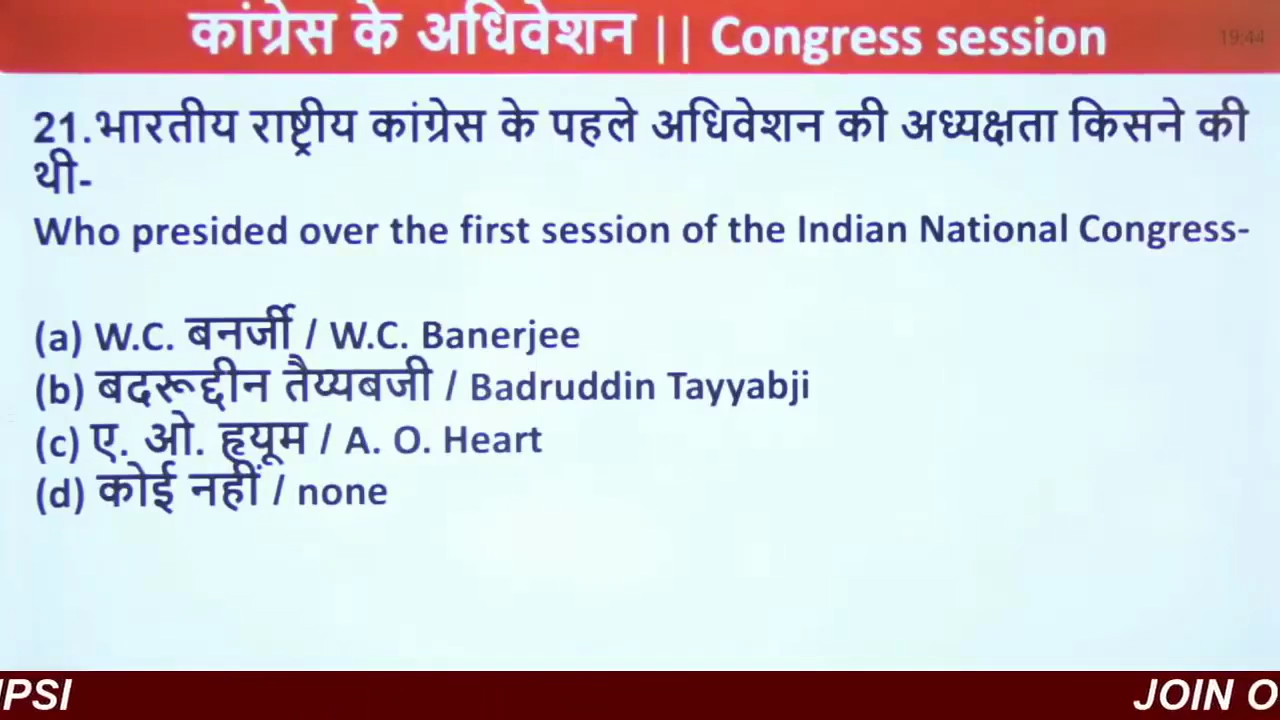 कांग्रेस के अधिवेशन || Congress session
19:44
21.भारतीय राष्ट्रीय कांग्रेस के पहले अधिवेशन की अध्यक्षता किसने की
थी-
Who presided over the first session of the Indian National Congress-
(a) W.C. बनर्जी / W.C. Banerjee
(b) बदरूद्दीन तैय्यबजी / Badruddin Tayyabji
(c) ए. ओ. हृयूम / A. O. Heart
(d) कोई नहीं / none
IPSI
JOIN O